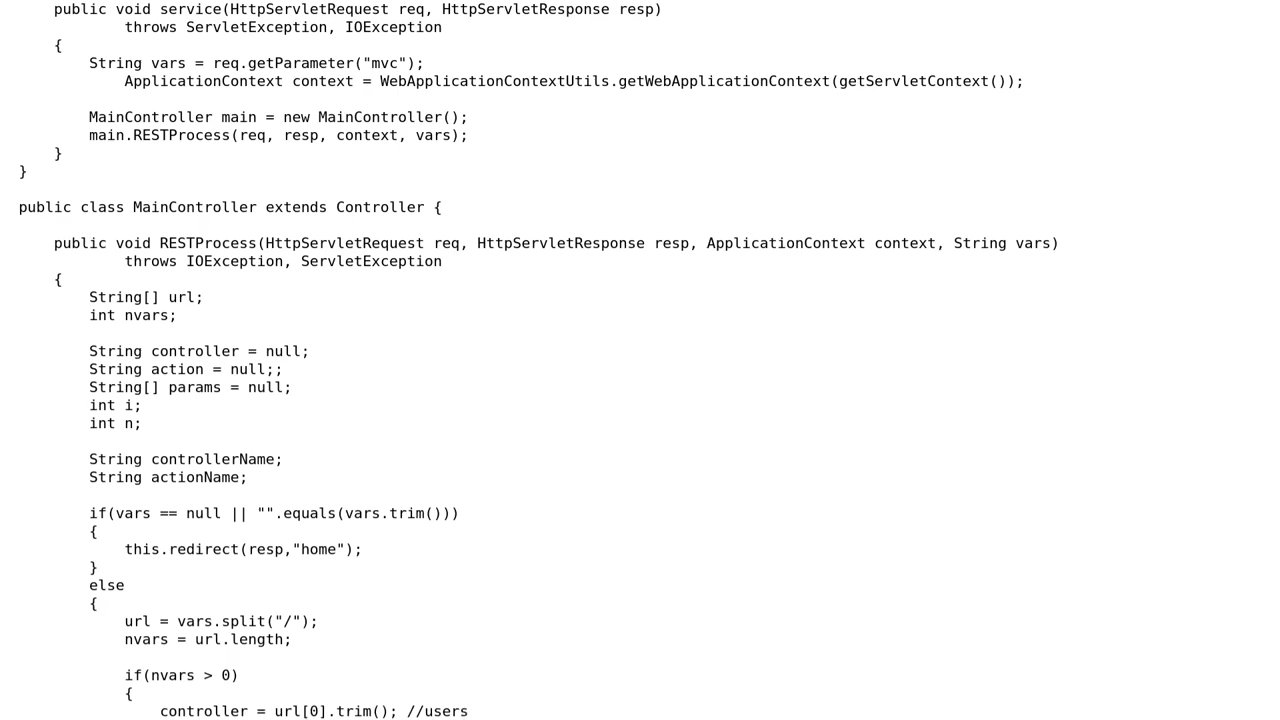 public void service(HttpServletRequest req, HttpServletResponse resp)
throws ServletException, IOException
{
String vars = req.getParameter("mvc");
ApplicationContext context = WebApplicationContextUtils.getWebApplicationContext(getServletContext());
MainController main = new MainController();
main.RESTProcess(req, resp, context, vars);
}
}
public class MainController extends Controller {
public void RESTProcess(HttpServletRequest req, HttpServletResponse resp, ApplicationContext context, String vars)
throws IOException, ServletException
{
String[] url;
int nvars;
String controller = null;
String action = null;;
String[] params = null;
int i;
int n;
String controllerName;
String actionName;
if(vars == null || "".equals(vars.trim()))
{
this.redirect(resp,"home");
}
else
{
url = vars.split("/");
nvars = url.length;
if(nvars > 0)
{
controller = url[0].trim(); //users